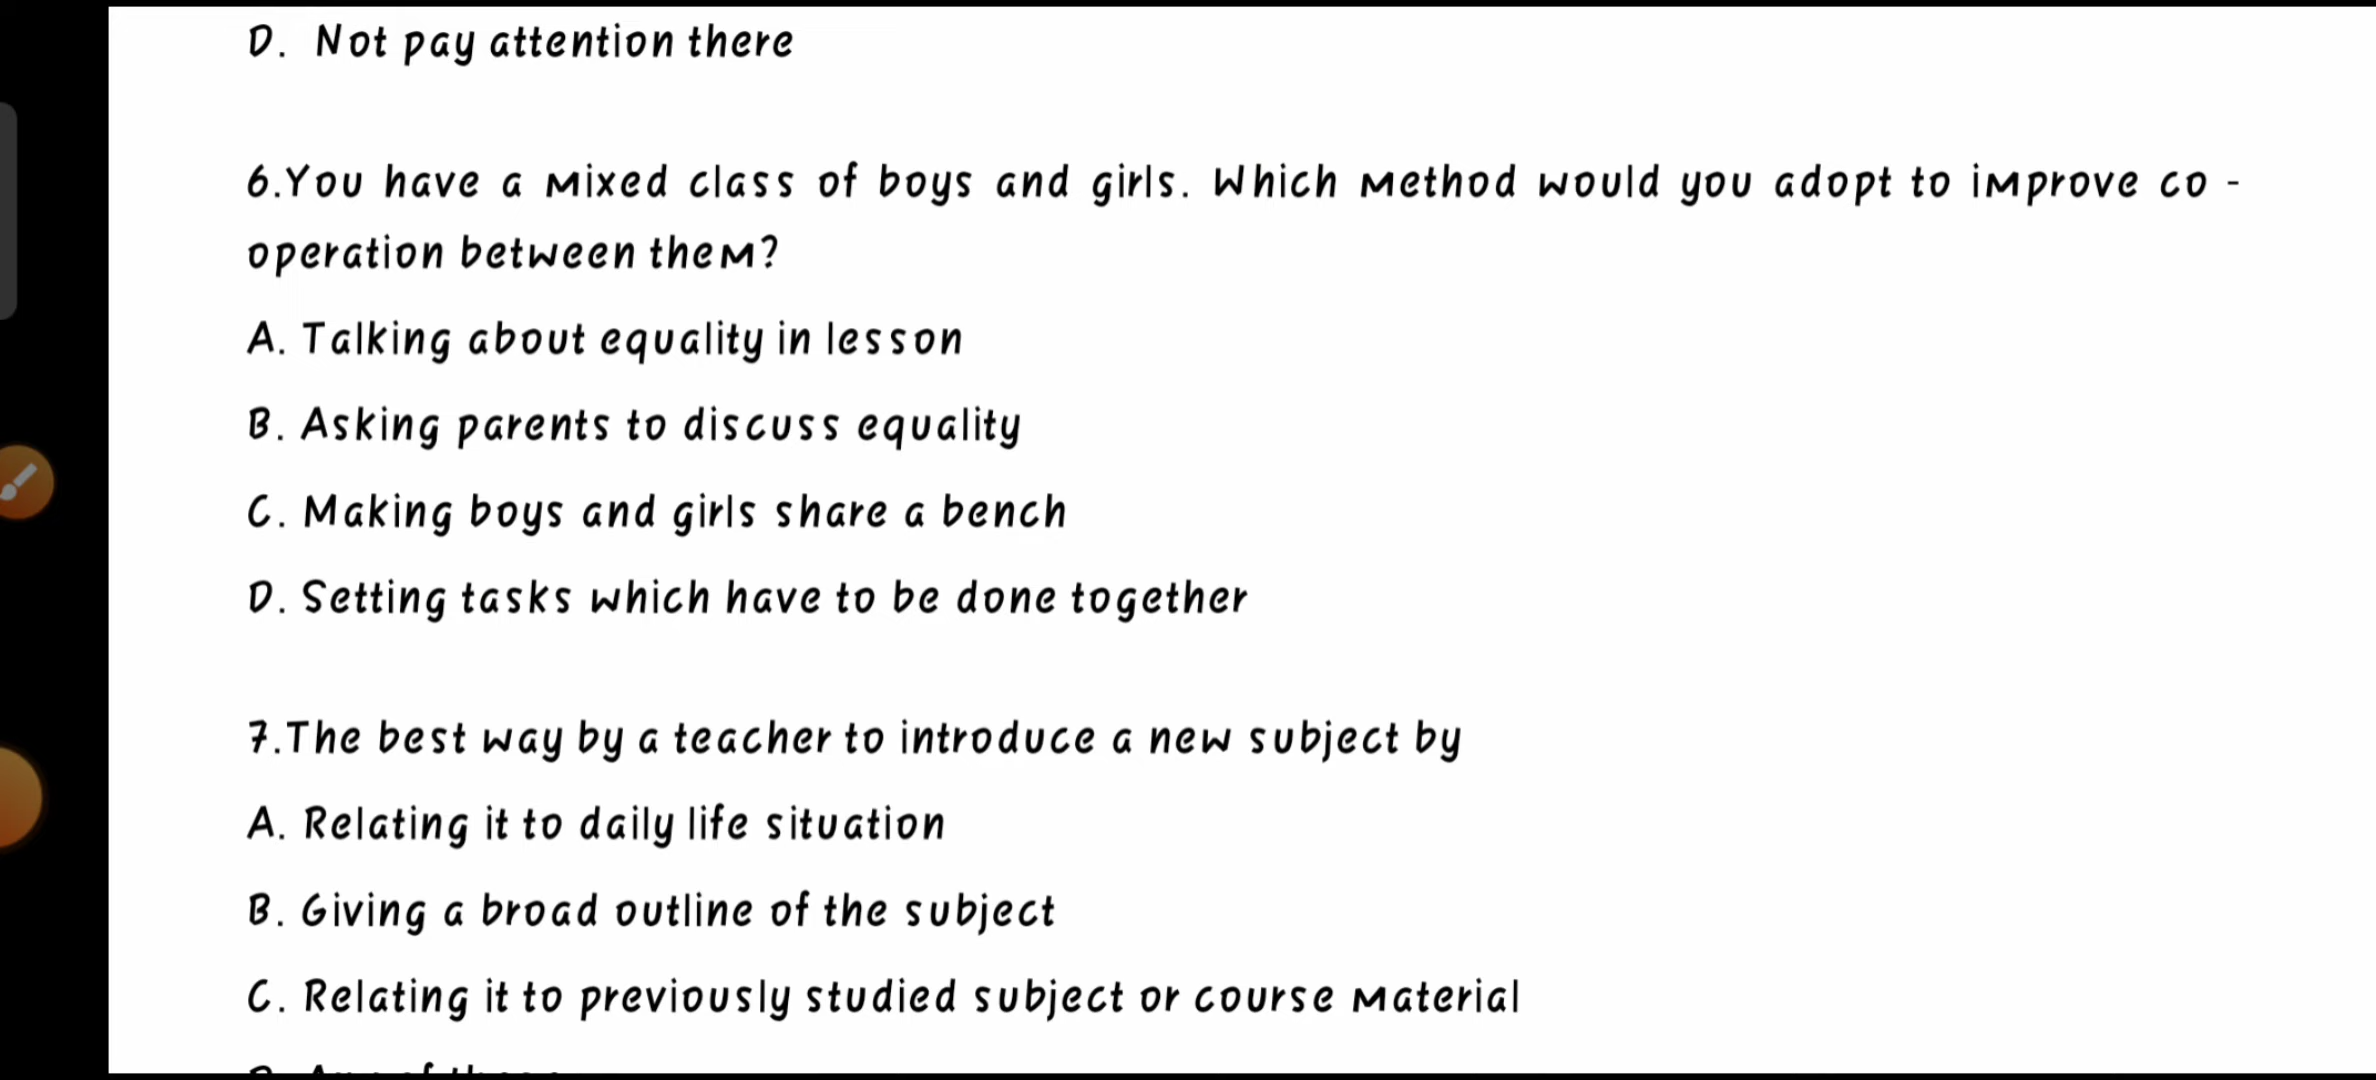 D. Not pay attention there
6.You have a mixed class of boys and girls. Which method would you adopt to improve co -
operation between them?
A. Talking about equality in lesson
B. Asking parents to discuss equality
C. Making boys and girls share a bench
D. Setting tasks which have to be done together
7.The best way by a teacher to introduce a new subject by
A. Relating it to daily life situation
B. Giving a broad outline of the subject
C. Relating it to previously studied subject or course material